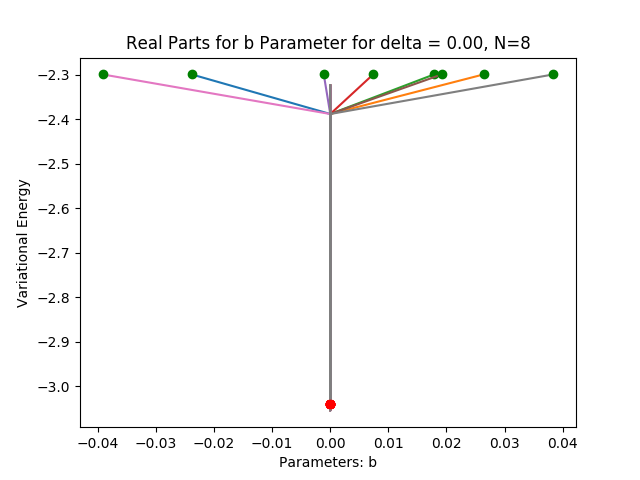 Real Parts for b Parameter for delta = 0.00, N=8
Variational Energy
−2.3
−2.4
−2.5
−2.6
−2.7
−2.8
−2.9
−3.0
−0.04 −0.03 −0.02 −0.01 0.00 0.01 0.02 0.03 0.04
Parameters: b